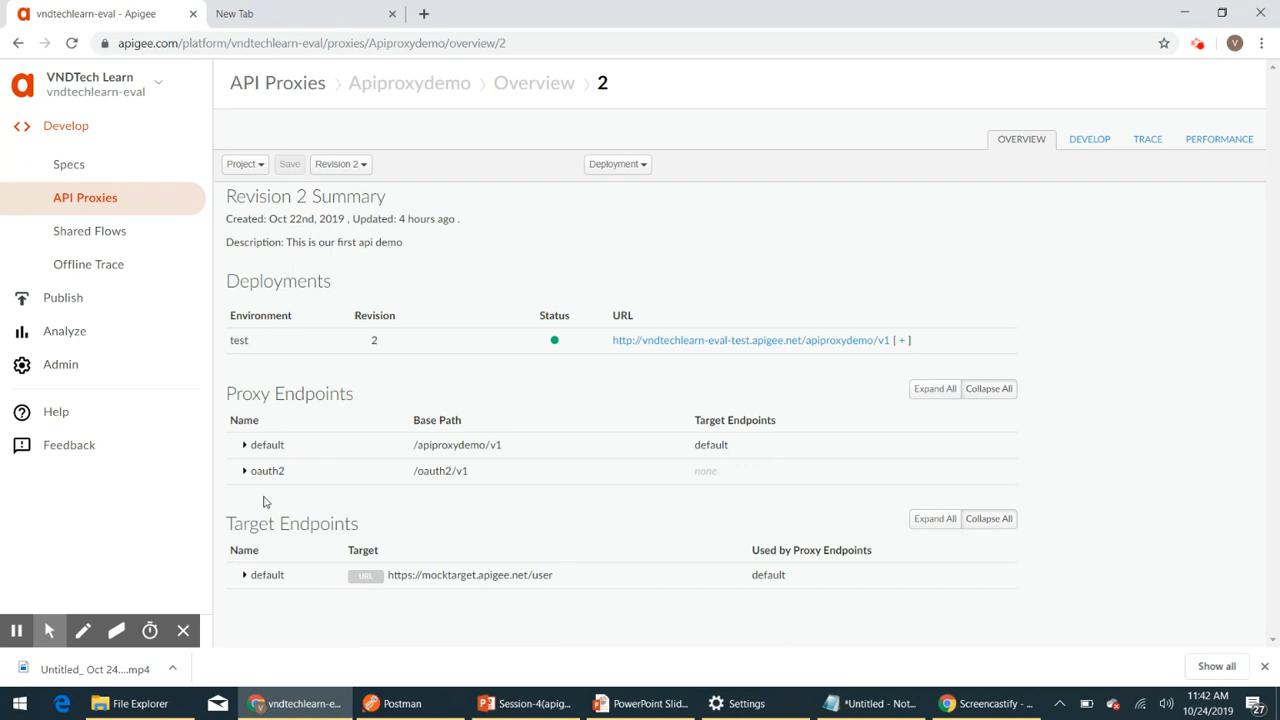 vndtechlearn-eval - Apigee
New Tab
apigee.com/platform/vndtechlearn-eval/proxies/Apiproxydemo/overview/2
V
VNDTech Learn
vndtechlearn-eval
Develop
Specs
API Proxies
Shared Flows
Offline Trace
Publish
Analyze
Admin
Help
Feedback
API Proxies
Apiproxydemo
Overview
2
OVERVIEW
DEVELOP
TRACE
PERFORMANCE
Project
Save
Revision 2
Deployment
Revision 2 Summary
Created: Oct 22nd, 2019 , Updated: 4 hours ago .
Description: This is our first api demo
Deployments
Environment Revision Status URL
test 2 http://vndtechlearn-eval-test.apigee.net/apiproxydemo/v1 [ + ]
Proxy Endpoints
Expand All Collapse All
Name Base Path Target Endpoints
default /apiproxydemo/v1 default
oauth2 /oauth2/v1 none
Target Endpoints
Expand All Collapse All
Name Target Used by Proxy Endpoints
default URL https://mocktarget.apigee.net/user default
Untitled_ Oct 24....mp4
Show all
File Explorer
vndtechlearn-e...
Postman
Session-4(apig...
PowerPoint Slid...
Settings
*Untitled - Not...
Screencastify - ...
11:42 AM
10/24/2019
27